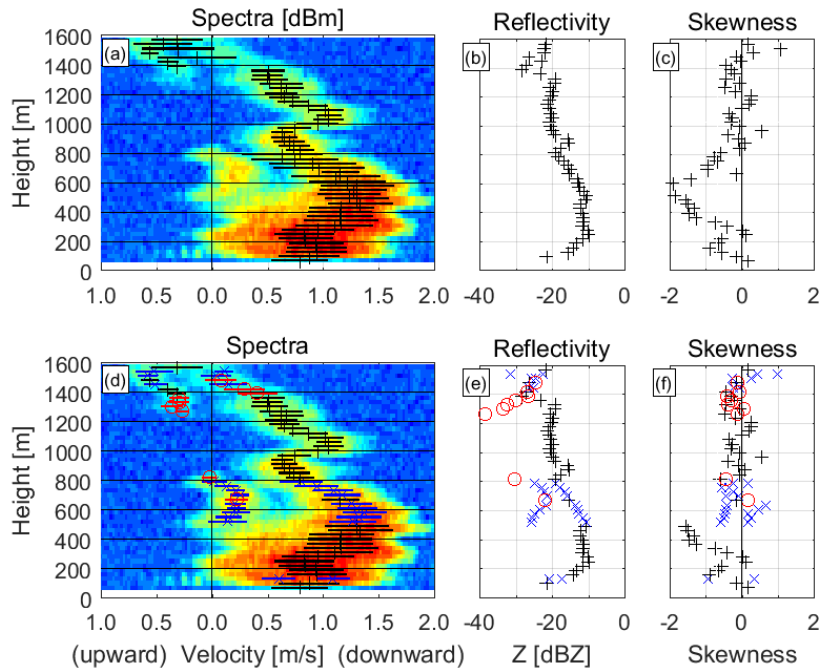 Spectra [dBm] Reflectivity Skewness
1600 (a) (b) (c)
1400
1200
1000
800
600
400
200
0
Height [m]
1.0 0.5 0.0 0.5 1.0 1.5 2.0 -40 -20 0 -2 0 2
Spectra Reflectivity Skewness
1600 (d) (e) (f)
1400
1200
1000
800
600
400
200
0
Height [m]
1.0 0.5 0.0 0.5 1.0 1.5 2.0 -40 -20 0 -2 0 2
(upward) Velocity [m/s] (downward) Z [dBZ] Skewness